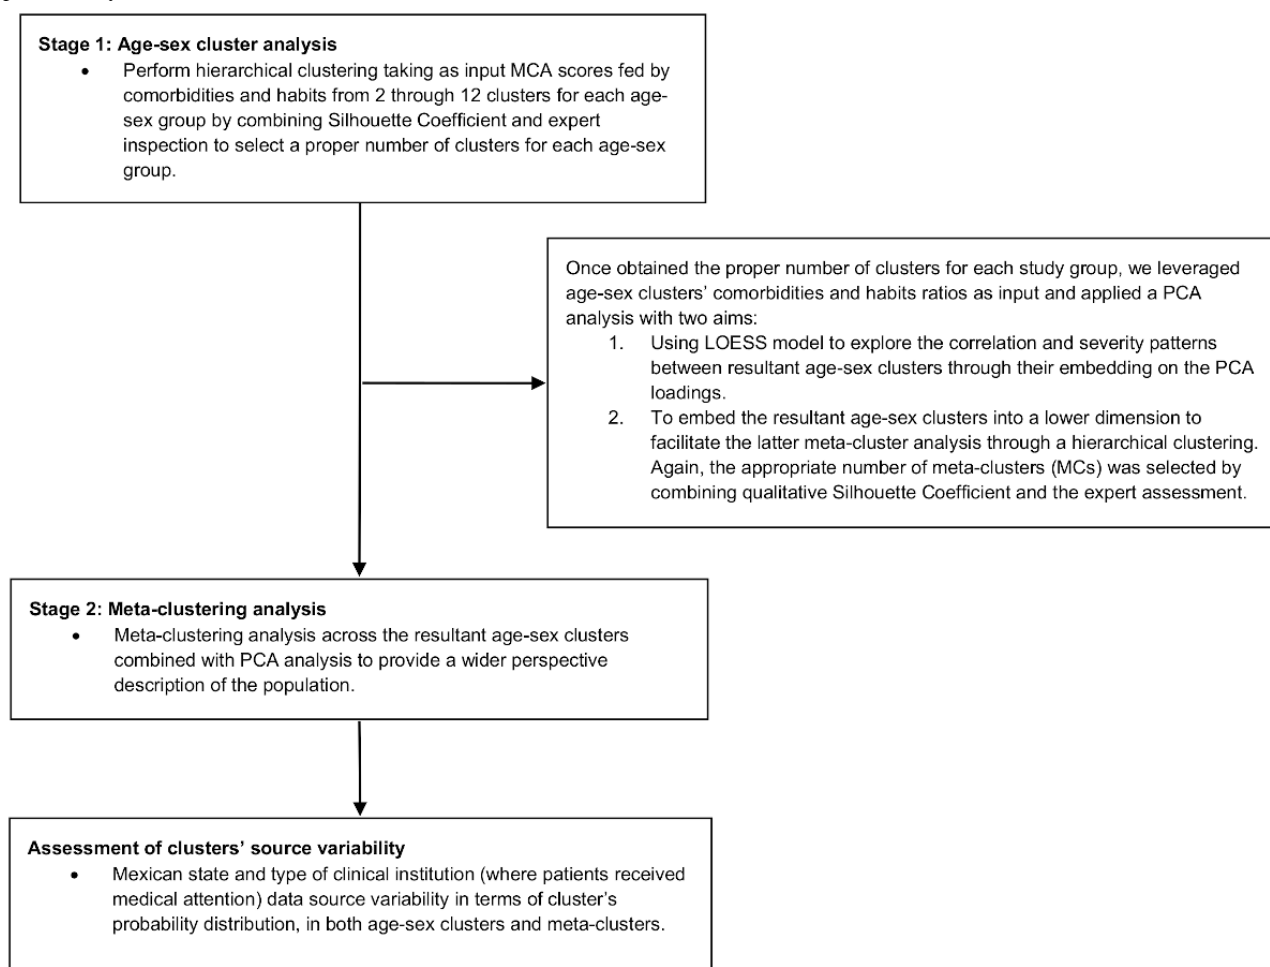 Stage 1: Age-sex cluster analysis
• Perform hierarchical clustering taking as input MCA scores fed by
comorbidities and habits from 2 through 12 clusters for each age-
sex group by combining Silhouette Coefficient and expert
inspection to select a proper number of clusters for each age-sex
group.
Once obtained the proper number of clusters for each study group, we leveraged
age-sex clusters’ comorbidities and habits ratios as input and applied a PCA
analysis with two aims:
1. Using LOESS model to explore the correlation and severity patterns
between resultant age-sex clusters through their embedding on the PCA
loadings.
2. To embed the resultant age-sex clusters into a lower dimension to
facilitate the latter meta-cluster analysis through a hierarchical clustering.
Again, the appropriate number of meta-clusters (MCs) was selected by
combining qualitative Silhouette Coefficient and the expert assessment.
Stage 2: Meta-clustering analysis
• Meta-clustering analysis across the resultant age-sex clusters
combined with PCA analysis to provide a wider perspective
description of the population.
Assessment of clusters’ source variability
• Mexican state and type of clinical institution (where patients received
medical attention) data source variability in terms of cluster’s
probability distribution, in both age-sex clusters and meta-clusters.